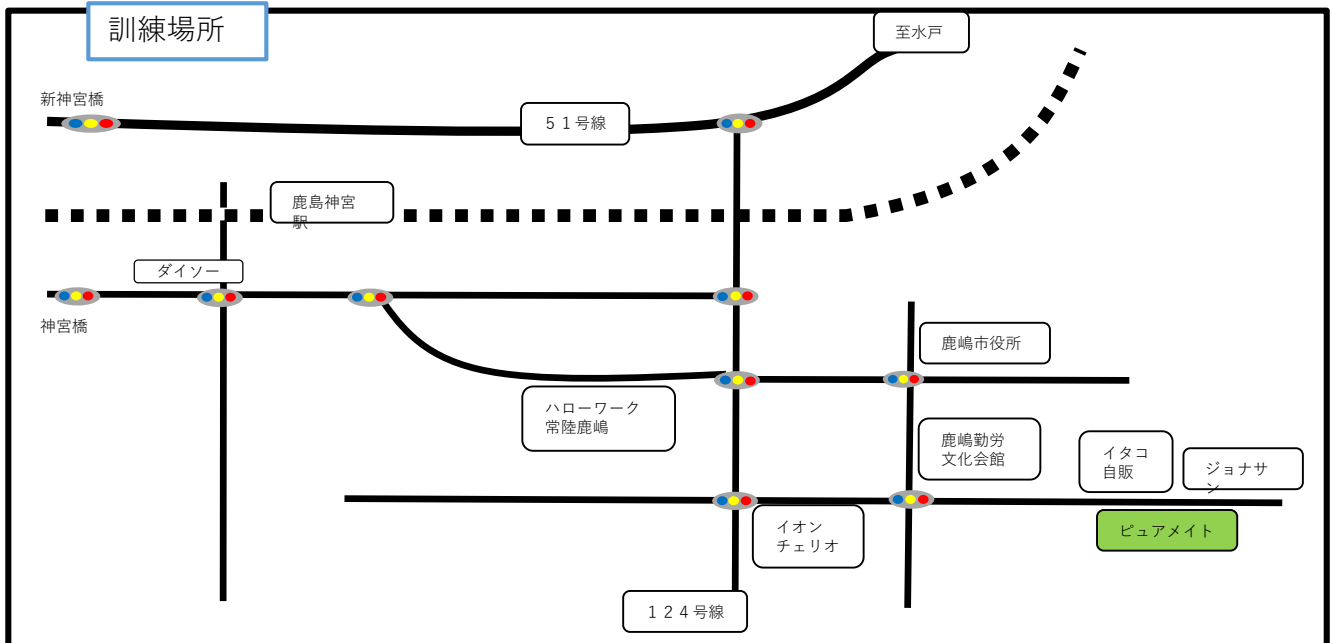 訓練場所
至水戸
新神宮橋
５１号線
鹿島神宮
駅
ダイソー
神宮橋
鹿嶋市役所
ハローワーク
常陸鹿嶋
鹿嶋勤労
文化会館
イタコ
自販
ジョナサ
ン
イオン
チェリオ
ピュアメイト
１２４号線